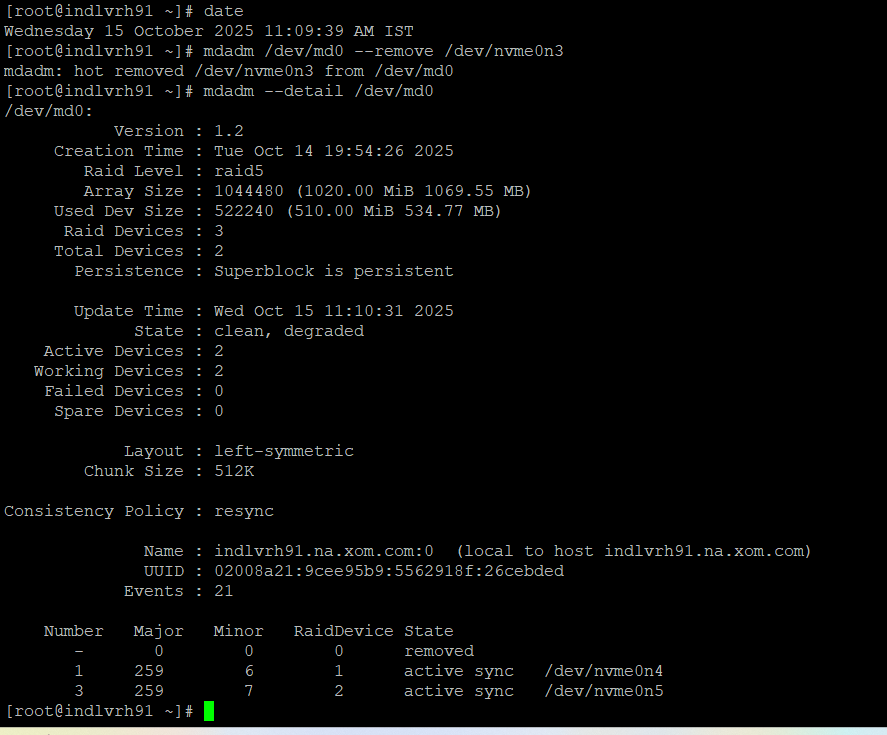 [root@indlvrh91 ~]# date
Wednesday 15 October 2025 11:09:39 AM IST
[root@indlvrh91 ~]# mdadm /dev/md0 --remove /dev/nvme0n3
mdadm: hot removed /dev/nvme0n3 from /dev/md0
[root@indlvrh91 ~]# mdadm --detail /dev/md0
/dev/md0:
           Version : 1.2
     Creation Time : Tue Oct 14 19:54:26 2025
        Raid Level : raid5
        Array Size : 1044480 (1020.00 MiB 1069.55 MB)
     Used Dev Size : 522240 (510.00 MiB 534.77 MB)
      Raid Devices : 3
     Total Devices : 2
       Persistence : Superblock is persistent
       Update Time : Wed Oct 15 11:10:31 2025
             State : clean, degraded
    Active Devices : 2
   Working Devices : 2
    Failed Devices : 0
     Spare Devices : 0
            Layout : left-symmetric
        Chunk Size : 512K
Consistency Policy : resync
              Name : indlvrh91.na.xom.com:0  (local to host indlvrh91.na.xom.com)
              UUID : 02008a21:9cee95b9:5562918f:26cebded
            Events : 21
    Number   Major   Minor   RaidDevice State
       -       0        0        0      removed
       1     259        6        1      active sync   /dev/nvme0n4
       3     259        7        2      active sync   /dev/nvme0n5
[root@indlvrh91 ~]#